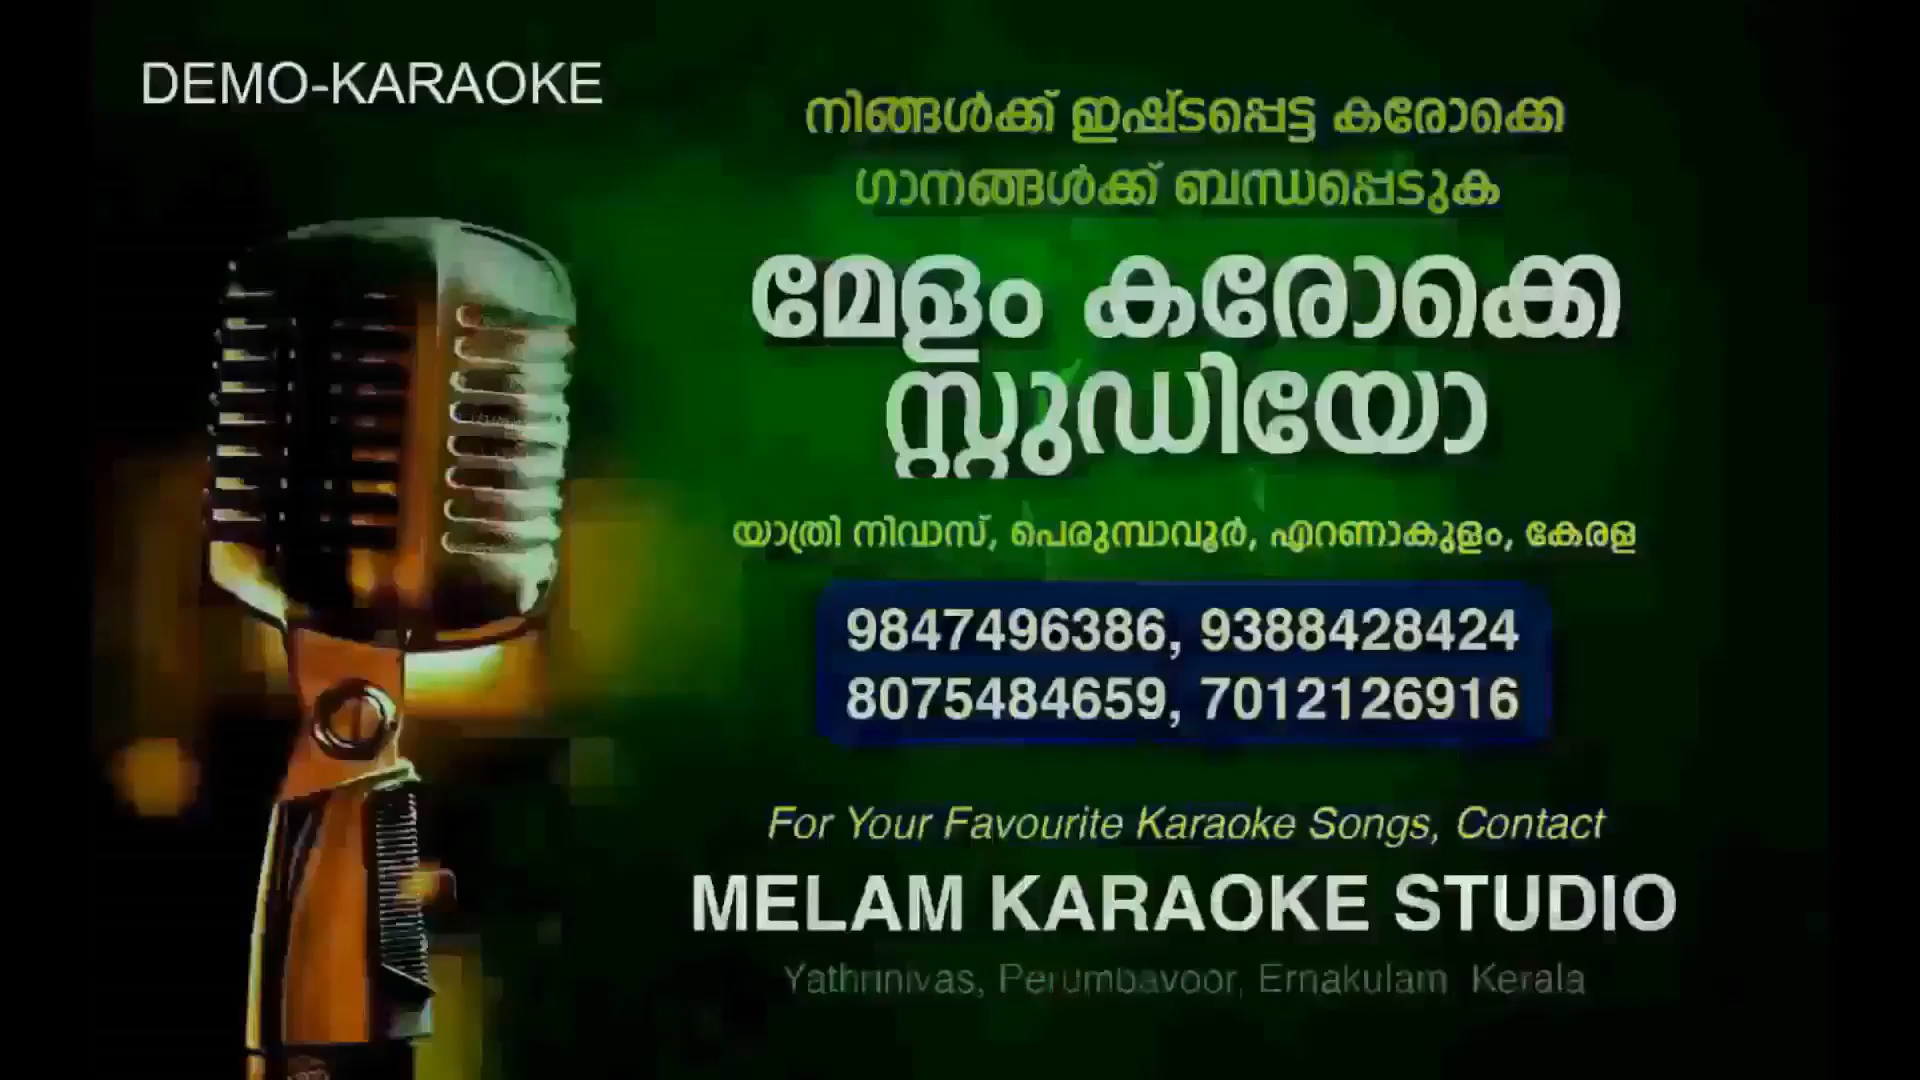 DEMO-KARAOKE
നിങ്ങൾക്ക് ഇഷ്ടപ്പെട്ട കരോക്കെ
ഗാനങ്ങൾക്ക് ബന്ധപ്പെടുക
മേളം കരോക്കെ
സ്റ്റുഡിയോ
യാത്രി നിവാസ്, പെരുമ്പാവൂർ, എറണാകുളം, കേരള
9847496386, 9388428424
8075484659, 7012126916
For Your Favourite Karaoke Songs, Contact
MELAM KARAOKE STUDIO
Yathrinivas, Perumbavoor, Ernakulam Kerala